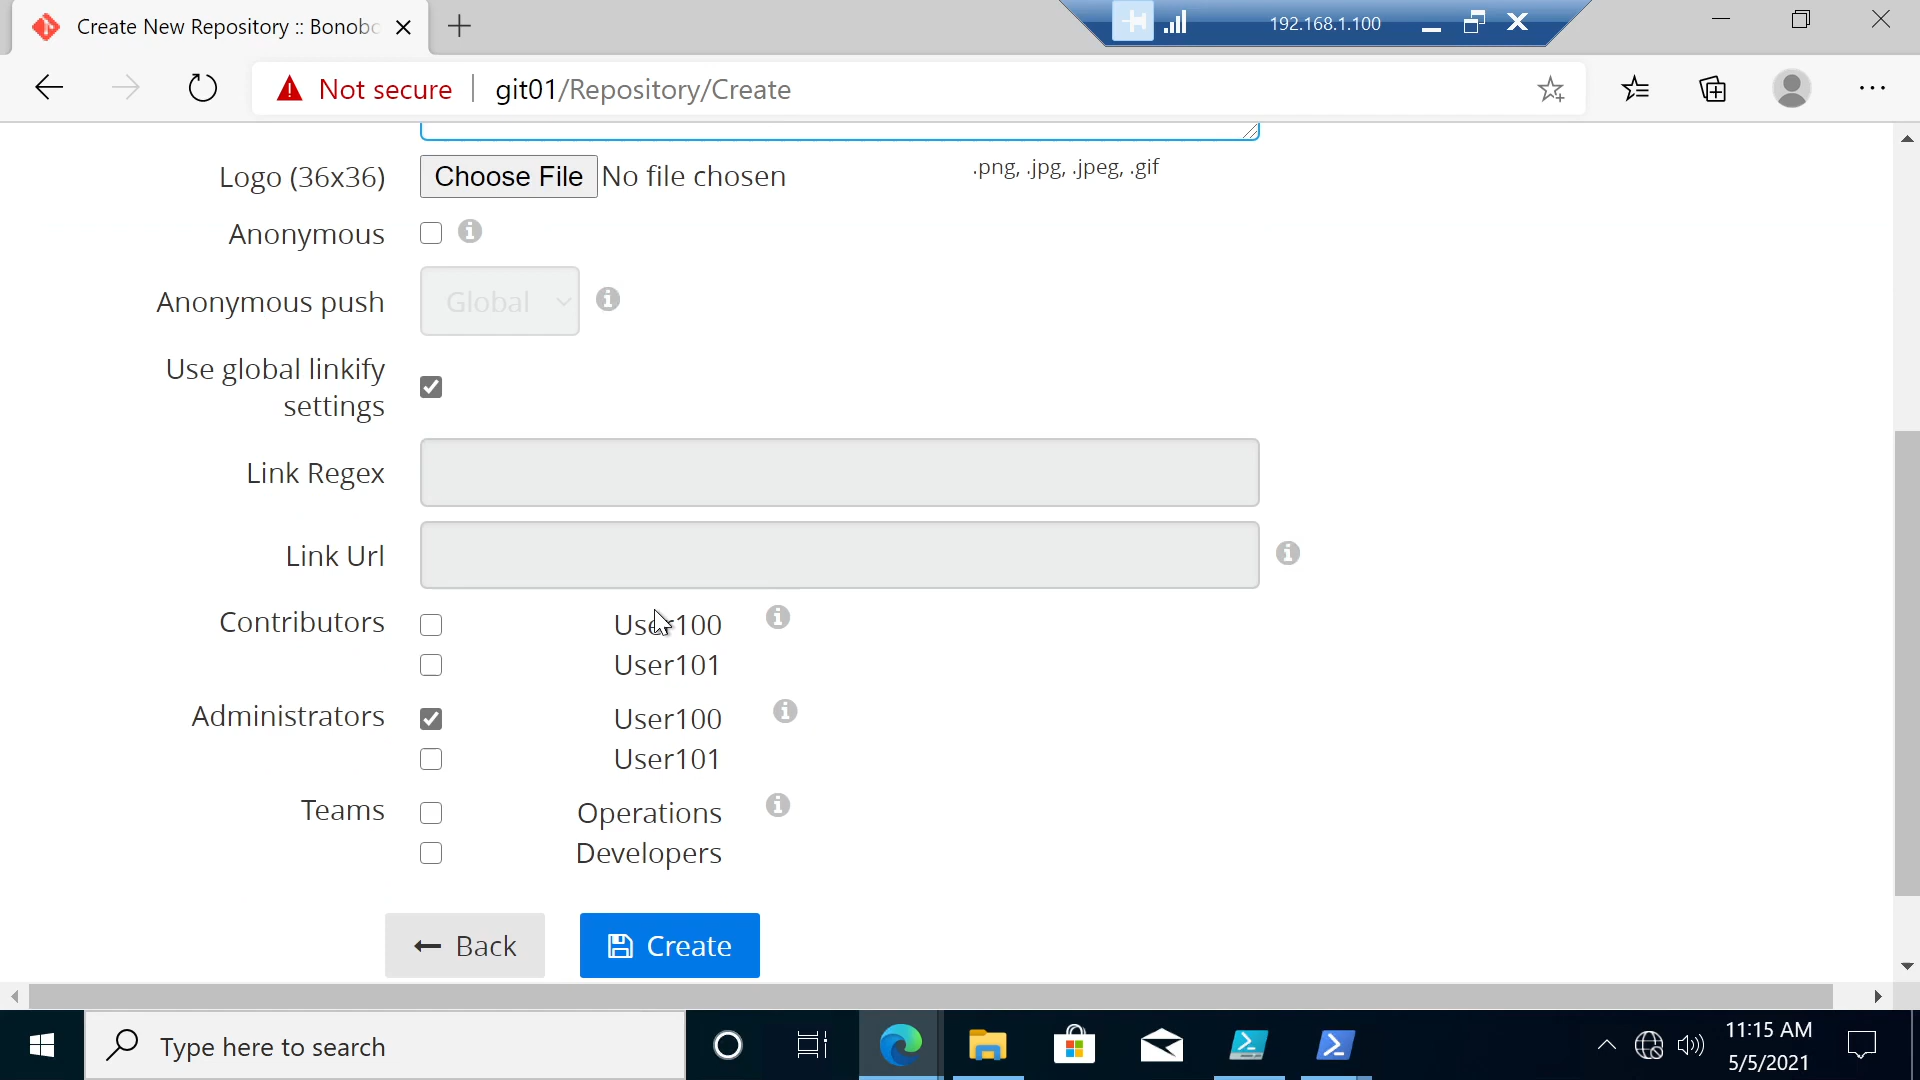 Create New Repository :: Bonobo
192.168.1.100
Not secure
git01/Repository/Create
Logo (36x36)
Choose File
No file chosen
.png, .jpg, .jpeg, .gif
Anonymous
Anonymous push
Global
Use global linkify
settings
Link Regex
Link Url
Contributors
User100
User101
Administrators
User100
User101
Teams
Operations
Developers
Back
Create
Type here to search
11:15 AM
5/5/2021